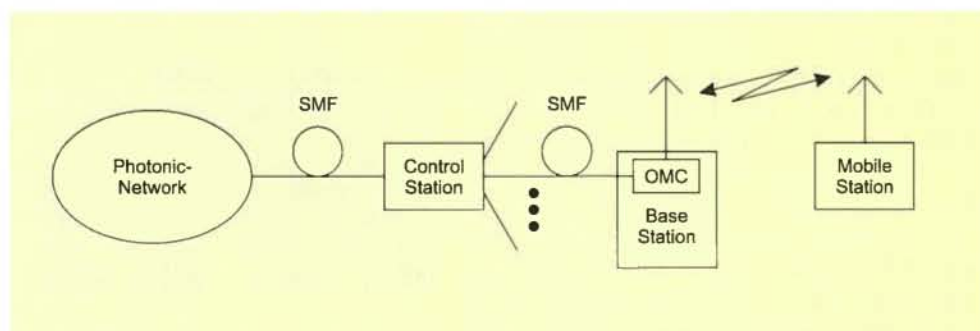 SMF
SMF
Photonic-
Network
Control
Station
OMC
Base
Station
Mobile
Station